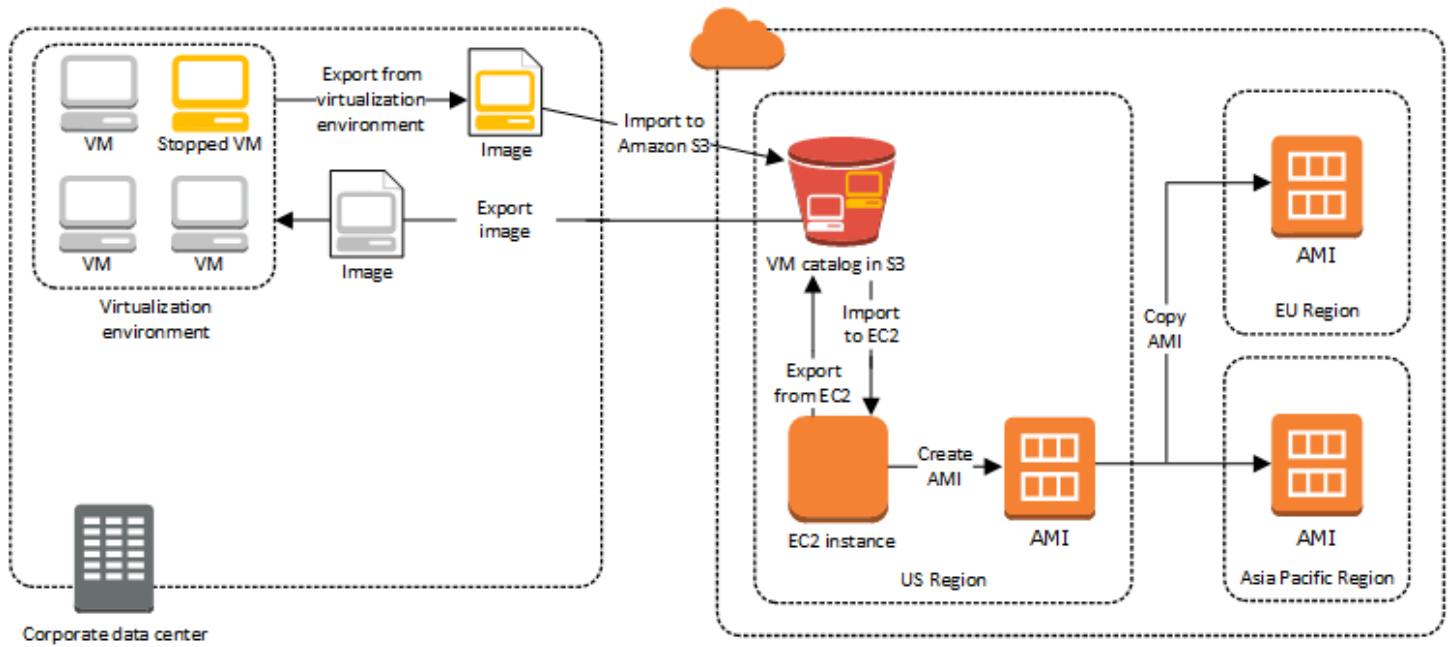 VM
Stopped VM
VM
VM
Virtualization
environment
Export from
virtualization
environment
Image
Image
Export
image
Import to
Amazon S3
Corporate data center
VM catalog in S3
Import
to EC2
Export
from EC2
EC2 instance
Create
AMI
AMI
US Region
Copy
AMI
AMI
EU Region
AMI
Asia Pacific Region